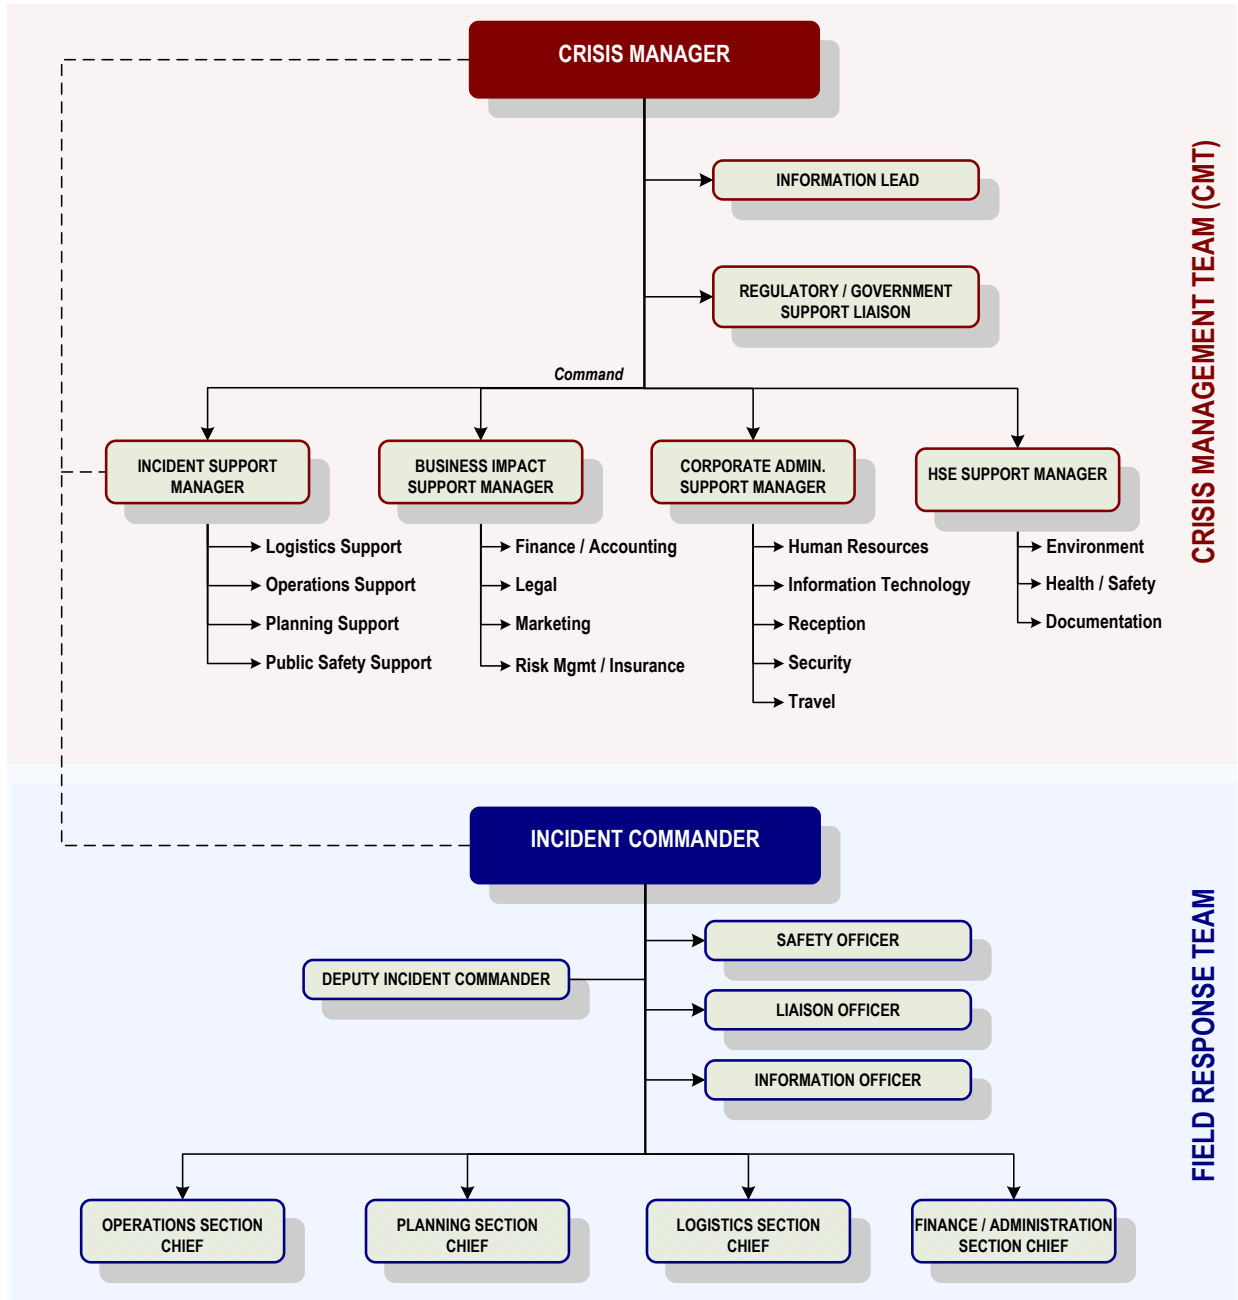 CRISIS MANAGER
INFORMATION LEAD
REGULATORY / GOVERNMENT
SUPPORT LIAISON
Command
INCIDENT SUPPORT
MANAGER
Logistics Support
Operations Support
Planning Support
Public Safety Support
BUSINESS IMPACT
SUPPORT MANAGER
Finance / Accounting
Legal
Marketing
Risk Mgmt / Insurance
CORPORATE ADMIN.
SUPPORT MANAGER
Human Resources
Information Technology
Reception
Security
Travel
HSE SUPPORT MANAGER
Environment
Health / Safety
Documentation
CRISIS MANAGEMENT TEAM (CMT)
INCIDENT COMMANDER
SAFETY OFFICER
DEPUTY INCIDENT COMMANDER
LIAISON OFFICER
INFORMATION OFFICER
OPERATIONS SECTION
CHIEF
PLANNING SECTION
CHIEF
LOGISTICS SECTION
CHIEF
FINANCE / ADMINISTRATION
SECTION CHIEF
FIELD RESPONSE TEAM